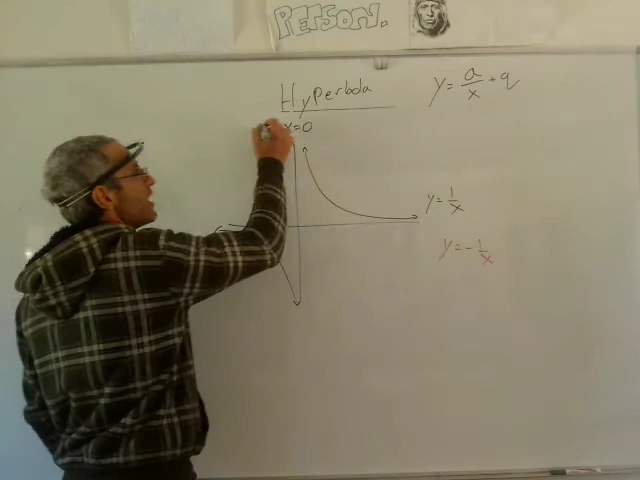 PERSON.
Hyperbola
y = a/x + q
x=0
y = 1/x
y = - 1/x